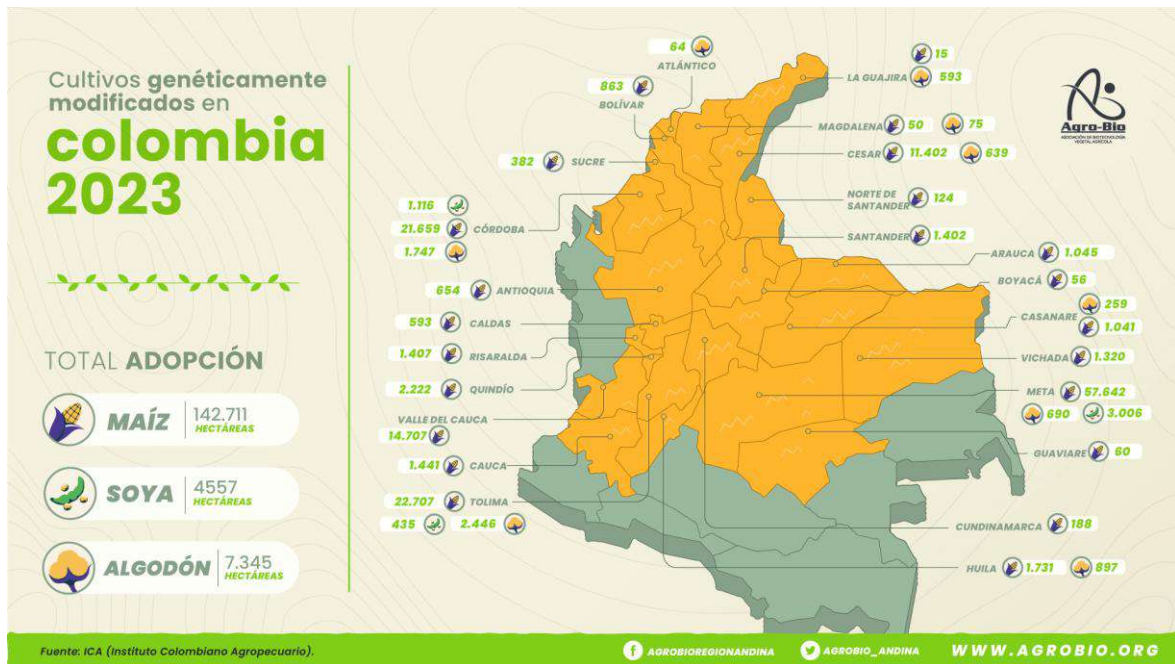 Cultivos genéticamente
modificados en
colombia
2023
TOTAL ADOPCIÓN
MAÍZ
142.711
HECTÁREAS
SOYA
4557
HECTÁREAS
ALGODÓN
7.345
HECTÁREAS
64
ATLÁNTICO
863
BOLÍVAR
382
SUCRE
1.116
21.659
CÓRDOBA
1.747
654
ANTIOQUIA
593
CALDAS
1.407
RISARALDA
2.222
QUINDÍO
VALLE DEL CAUCA
14.707
1.441
CAUCA
22.707
TOLIMA
435
2.446
15
LA GUAJIRA
593
MAGDALENA
50
75
CESAR
11.402
639
NORTE DE
SANTANDER
124
SANTANDER
1.402
ARAUCA
1.045
BOYACÁ
56
259
CASANARE
1.041
VICHADA
1.320
META
57.642
690
3.006
GUAVIARE
60
CUNDINAMARCA
188
HUILA
1.731
897
Agro-Bio
ASOCIACIÓN DE BIOTECNOLOGÍA
VEGETAL AGRÍCOLA
Fuente: ICA (Instituto Colombiano Agropecuario).
AGROBIOREGIONANDINA
AGROBIO_ANDINA
WWW.AGROBIO.ORG